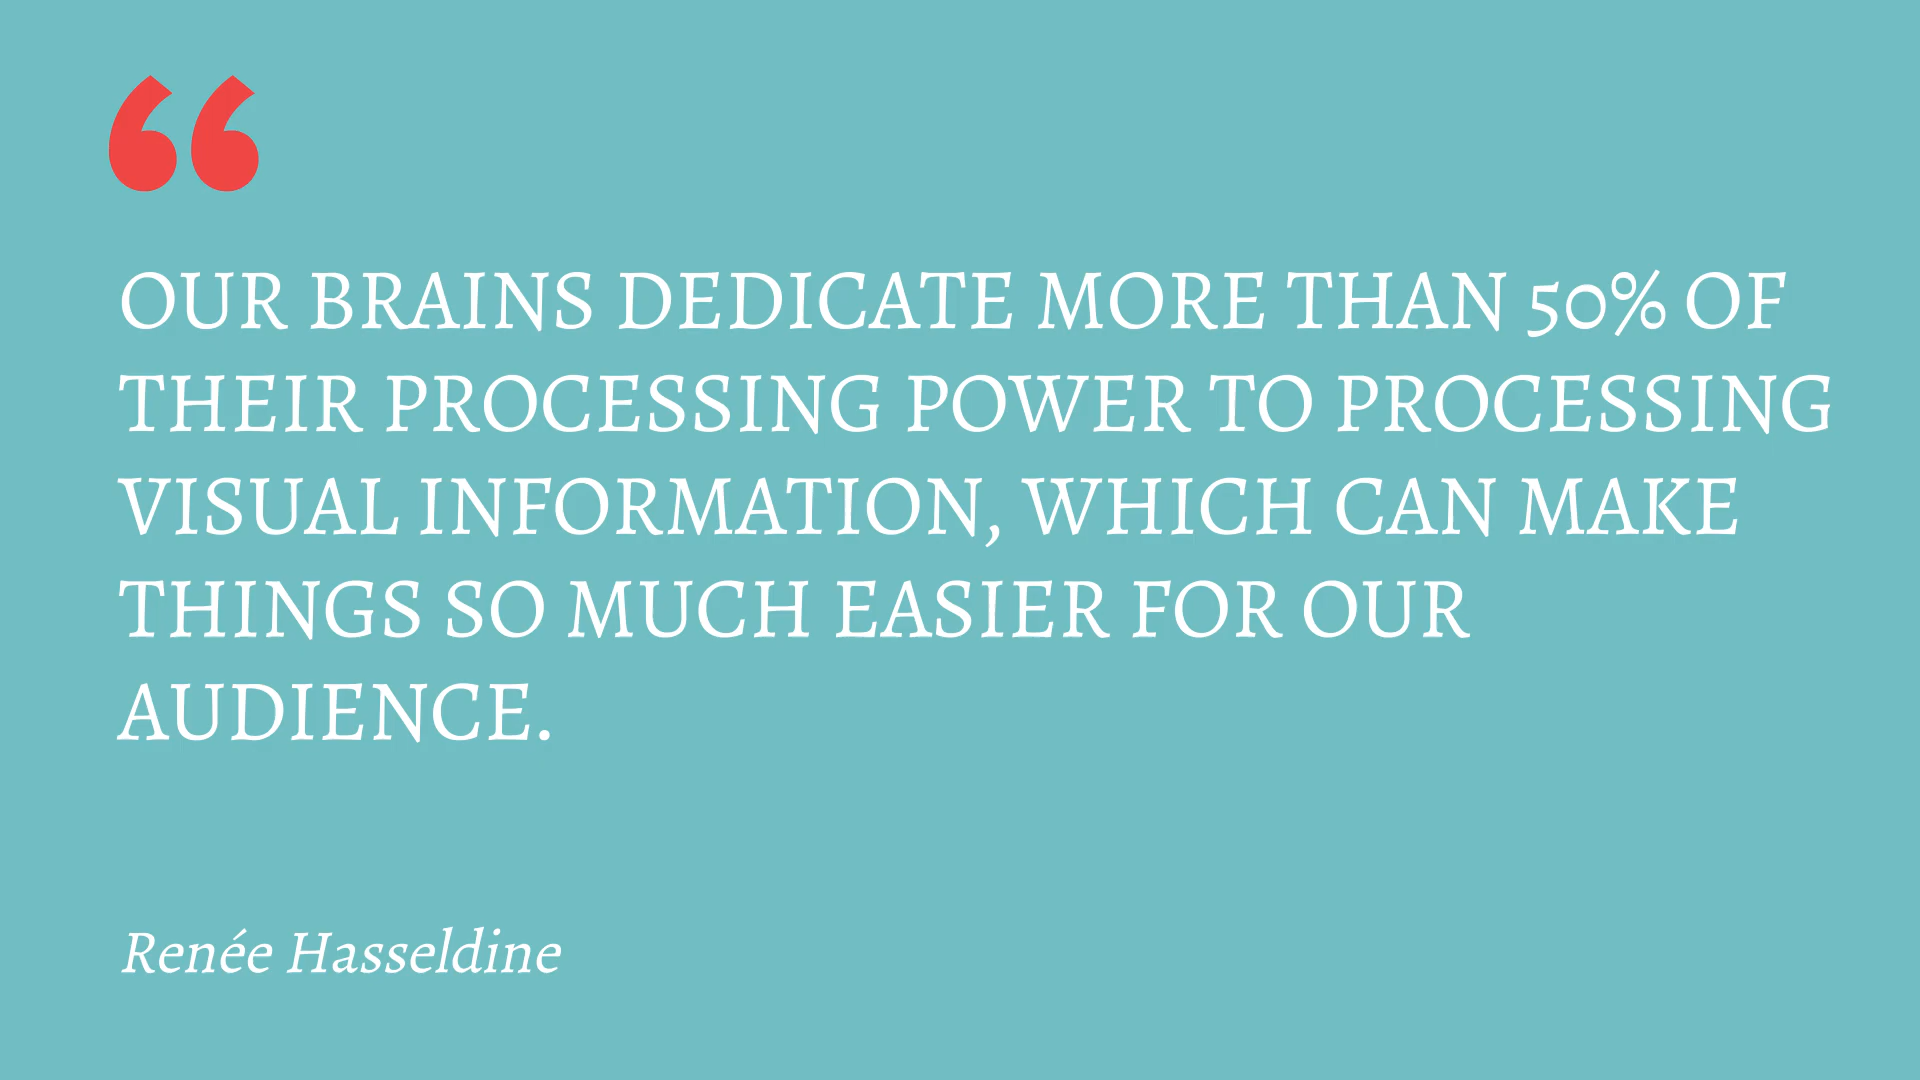 “
OUR BRAINS DEDICATE MORE THAN 50% OF
THEIR PROCESSING POWER TO PROCESSING
VISUAL INFORMATION, WHICH CAN MAKE
THINGS SO MUCH EASIER FOR OUR
AUDIENCE.
Renée Hasseldine